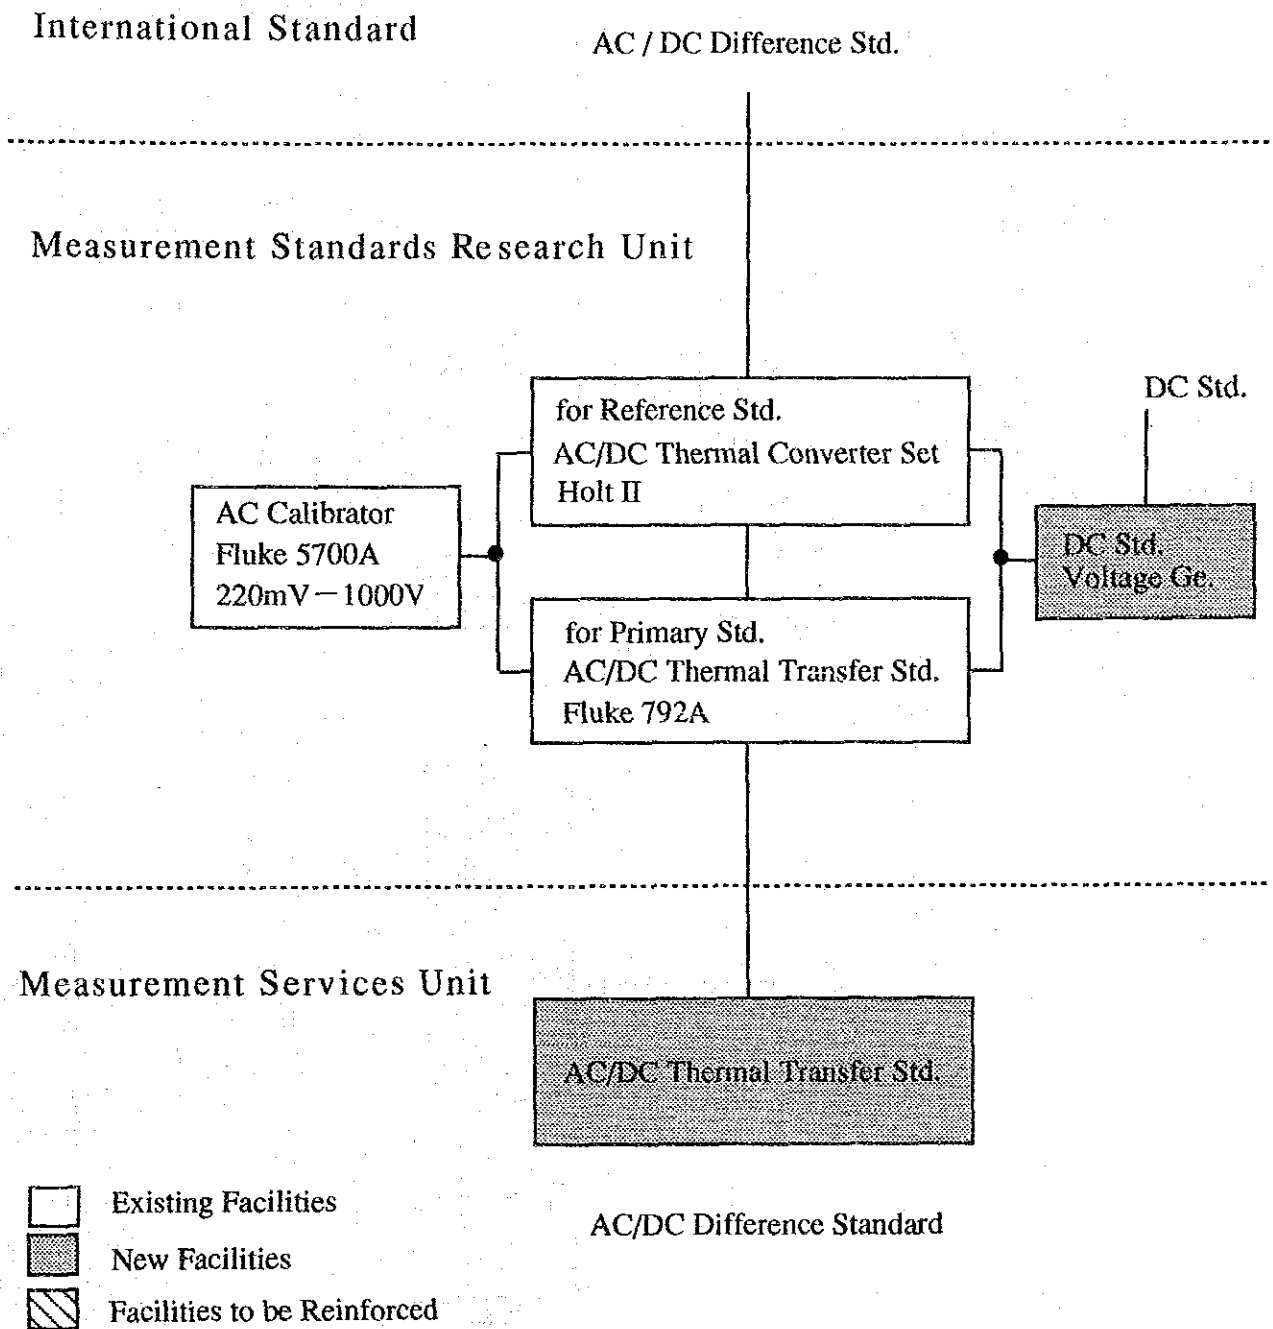 International Standard
AC / DC Difference Std.
Measurement Standards Research Unit
DC Std.
for Reference Std.
AC/DC Thermal Converter Set
Holt II
AC Calibrator
Fluke 5700A
220mV－1000V
DC Std.
Voltage Ge.
for Primary Std.
AC/DC Thermal Transfer Std.
Fluke 792A
Measurement Services Unit
AC/DC Thermal Transfer Std.
Existing Facilities
New Facilities
Facilities to be Reinforced
AC/DC Difference Standard